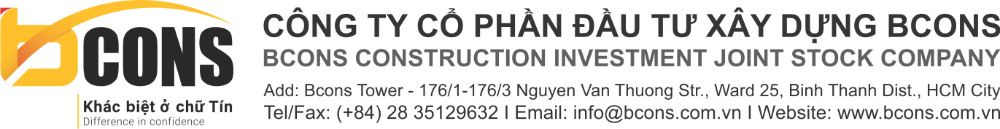 bCONS
Khác biệt ở chữ Tín
Difference in confidence
CÔNG TY CỔ PHẦN ĐẦU TƯ XÂY DỰNG BCONS
BCONS CONSTRUCTION INVESTMENT JOINT STOCK COMPANY
Add: Bcons Tower - 176/1-176/3 Nguyen Van Thuong Str., Ward 25, Binh Thanh Dist., HCM City
Tel/Fax: (+84) 28 35129632 I Email: info@bcons.com.vn I Website: www.bcons.com.vn